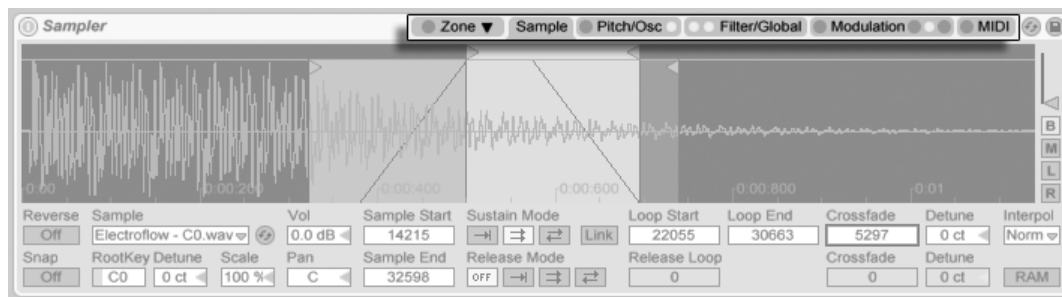 Sampler
Zone ▼ Sample Pitch/Osc Filter/Global Modulation MIDI
0:00 0:00:200 0:00:400 0:00:600 0:00:800 0:01
B
M
L
R
Reverse Sample Vol Sample Start Sustain Mode Loop Start Loop End Crossfade Detune Interpol
Off Electroflow - C0.wav 0.0 dB 14215 Link 22055 30663 5297 0 ct Norm
Snap RootKey Detune Scale Pan Sample End Release Mode Release Loop Crossfade Detune
Off C0 0 ct 100 % C 32598 OFF 0 0 0 ct RAM